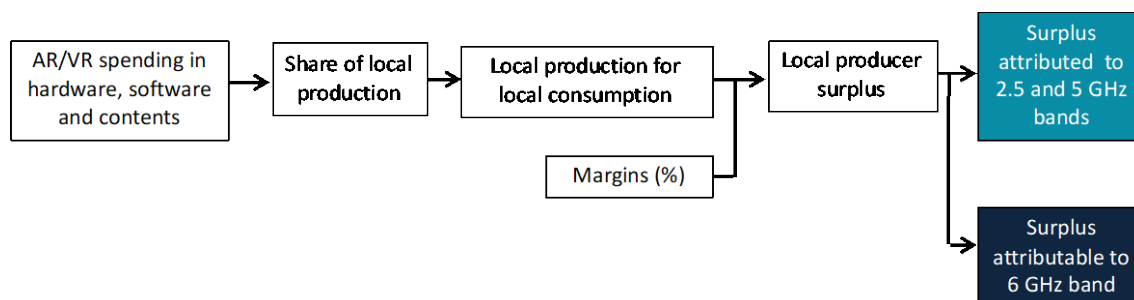 AR/VR spending in
hardware, software
and contents
Share of local
production
Local production for
local consumption
Margins (%)
Local producer
surplus
Surplus
attributed to
2.5 and 5 GHz
bands
Surplus
attributable to
6 GHz band